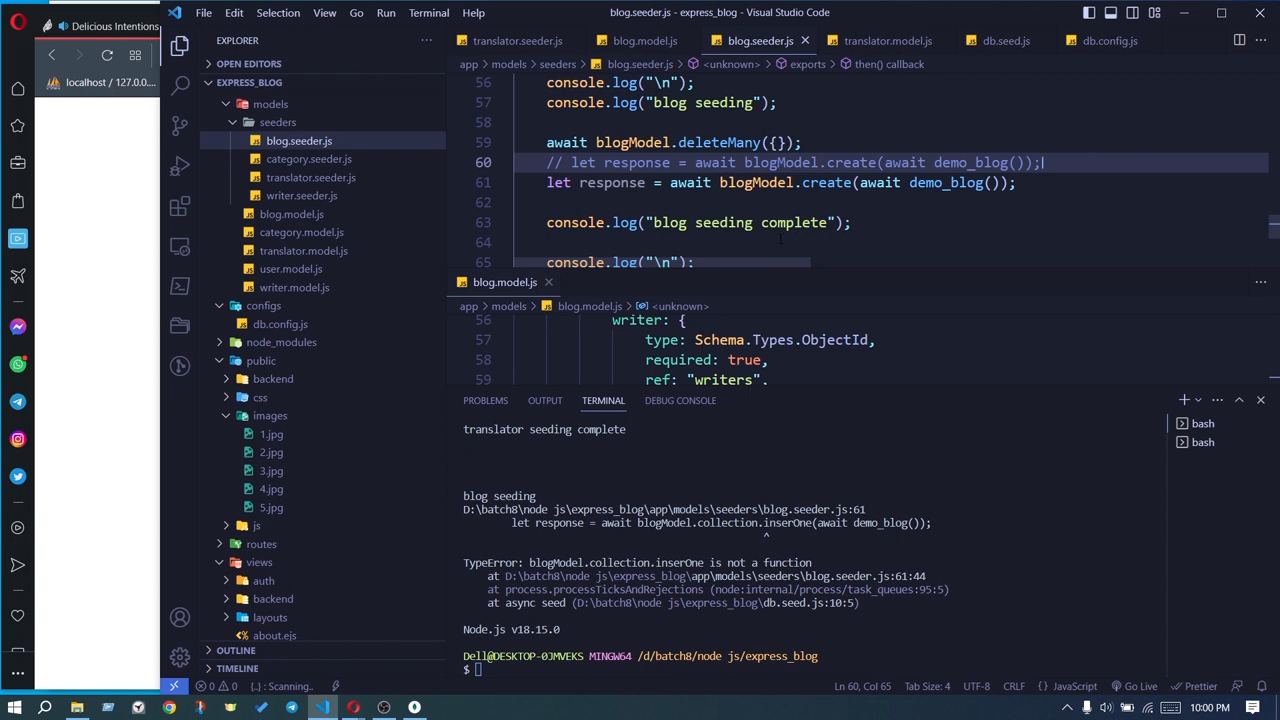 Delicious Intentions
localhost / 127.0.0....
File Edit Selection View Go Run Terminal Help
blog.seeder.js - express_blog - Visual Studio Code
EXPLORER
OPEN EDITORS
EXPRESS_BLOG
models
seeders
blog.seeder.js
category.seeder.js
translator.seeder.js
writer.seeder.js
blog.model.js
category.model.js
translator.model.js
user.model.js
writer.model.js
configs
db.config.js
node_modules
public
backend
css
images
1.jpg
2.jpg
3.jpg
4.jpg
5.jpg
js
routes
views
auth
backend
layouts
about.ejs
OUTLINE
TIMELINE
translator.seeder.js blog.model.js blog.seeder.js translator.model.js db.seed.js db.config.js
app > models > seeders > blog.seeder.js > <unknown> > exports > then() callback
56 console.log("\n");
57 console.log("blog seeding");
58
59 await blogModel.deleteMany({});
60 // let response = await blogModel.create(await demo_blog());
61 let response = await blogModel.create(await demo_blog());
62
63 console.log("blog seeding complete");
64
65 console.log("\n");
blog.model.js
app > models > blog.model.js > <unknown>
56 writer: {
57 type: Schema.Types.ObjectId,
58 required: true,
59 ref: "writers",
PROBLEMS OUTPUT TERMINAL DEBUG CONSOLE
bash
bash
translator seeding complete
blog seeding
D:\batch8\node js\express_blog\app\models\seeders\blog.seeder.js:61
let response = await blogModel.collection.inserOne(await demo_blog());
^
TypeError: blogModel.collection.inserOne is not a function
at D:\batch8\node js\express_blog\app\models\seeders\blog.seeder.js:61:44
at process.processTicksAndRejections (node:internal/process/task_queues:95:5)
at async seed (D:\batch8\node js\express_blog\db.seed.js:10:5)
Node.js v18.15.0
Dell@DESKTOP-0JMVEKS MINGW64 /d/batch8/node js/express_blog
$
0 0 {..} : Scanning.. Ln 60, Col 65 Tab Size: 4 UTF-8 CRLF {} JavaScript Go Live Prettier
10:00 PM